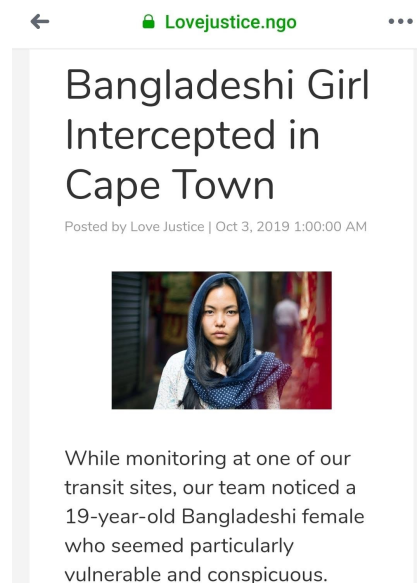 Lovejustice.ngo
Bangladeshi Girl
Intercepted in
Cape Town
Posted by Love Justice | Oct 3, 2019 1:00:00 AM
While monitoring at one of our
transit sites, our team noticed a
19-year-old Bangladeshi female
who seemed particularly
vulnerable and conspicuous.